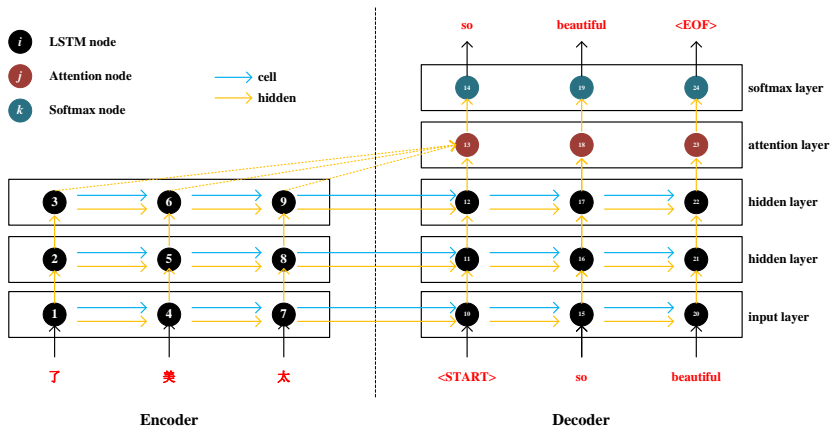 so beautiful <EOF>
i LSTM node
j Attention node
k Softmax node
cell
hidden
14 19 24 softmax layer
13 18 23 attention layer
3 6 9 12 17 22 hidden layer
2 5 8 11 16 21 hidden layer
1 4 7 10 15 20 input layer
了 美 太 <START> so beautiful
Encoder Decoder